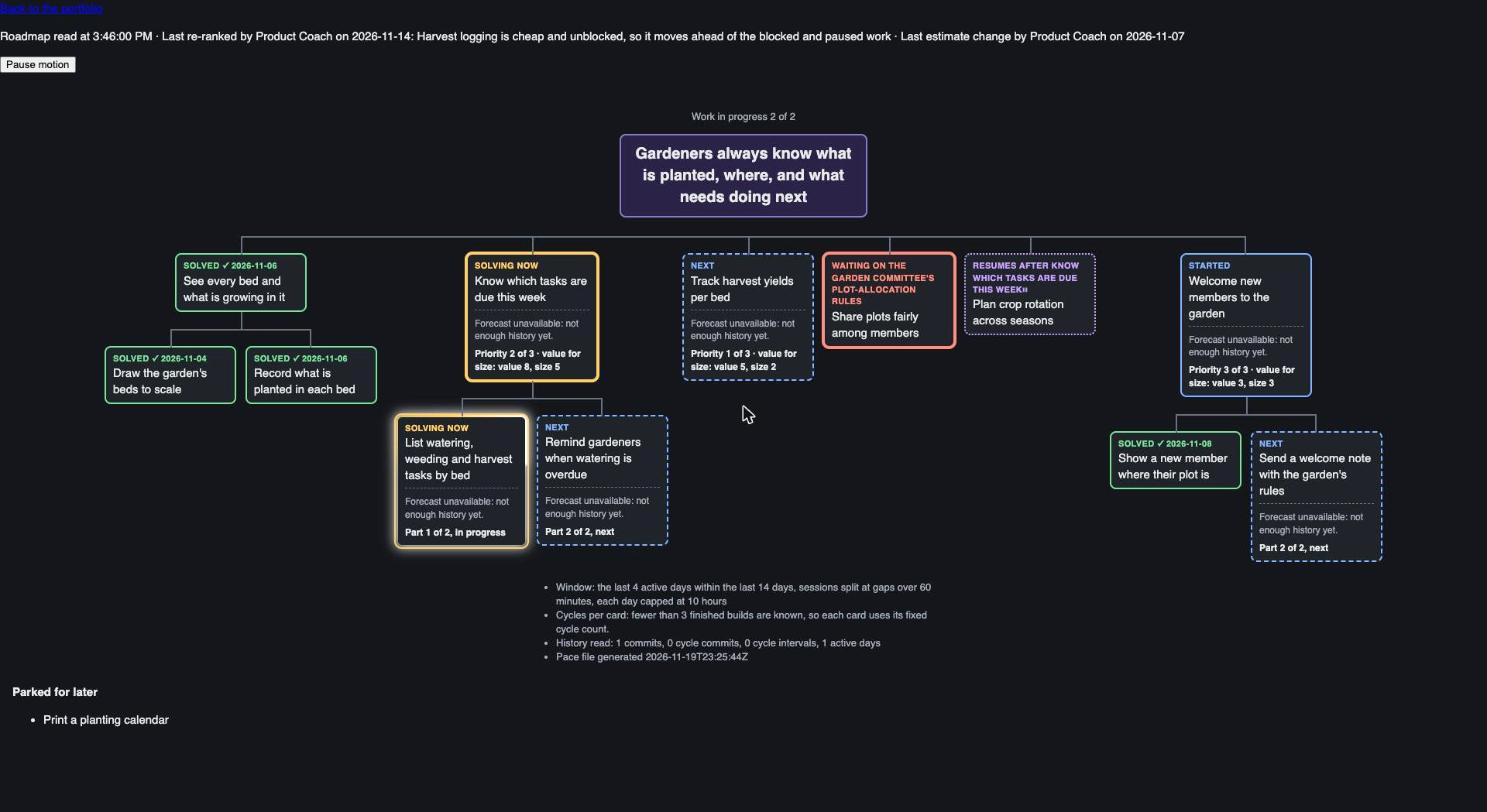 Back to the portfolio
Roadmap read at 3:46:00 PM · Last re-ranked by Product Coach on 2026-11-14: Harvest logging is cheap and unblocked, so it moves ahead of the blocked and paused work · Last estimate change by Product Coach on 2026-11-07
Pause motion
Work in progress 2 of 2
Gardeners always know what
is planted, where, and what
needs doing next
SOLVED ✓ 2026-11-06
See every bed and
what is growing in it
SOLVED ✓ 2026-11-04
Draw the garden's
beds to scale
SOLVED ✓ 2026-11-06
Record what is
planted in each bed
SOLVING NOW
Know which tasks are
due this week
Forecast unavailable: not
enough history yet.
Priority 2 of 3 · value for
size: value 8, size 5
SOLVING NOW
List watering,
weeding and harvest
tasks by bed
Forecast unavailable: not
enough history yet.
Part 1 of 2, in progress
NEXT
Remind gardeners
when watering is
overdue
Forecast unavailable: not
enough history yet.
Part 2 of 2, next
NEXT
Track harvest yields
per bed
Forecast unavailable: not
enough history yet.
Priority 1 of 3 · value for
size: value 5, size 2
WAITING ON THE
GARDEN COMMITTEE'S
PLOT-ALLOCATION
RULES
Share plots fairly
among members
RESUMES AFTER KNOW
WHICH TASKS ARE DUE
THIS WEEK⏭
Plan crop rotation
across seasons
STARTED
Welcome new
members to the
garden
Forecast unavailable: not
enough history yet.
Priority 3 of 3 · value for
size: value 3, size 3
SOLVED ✓ 2026-11-08
Show a new member
where their plot is
NEXT
Send a welcome note
with the garden's
rules
Forecast unavailable: not
enough history yet.
Part 2 of 2, next
• Window: the last 4 active days within the last 14 days, sessions split at gaps over 60
minutes, each day capped at 10 hours
• Cycles per card: fewer than 3 finished builds are known, so each card uses its fixed
cycle count.
• History read: 1 commits, 0 cycle commits, 0 cycle intervals, 1 active days
• Pace file generated 2026-11-19T23:25:44Z
Parked for later
• Print a planting calendar